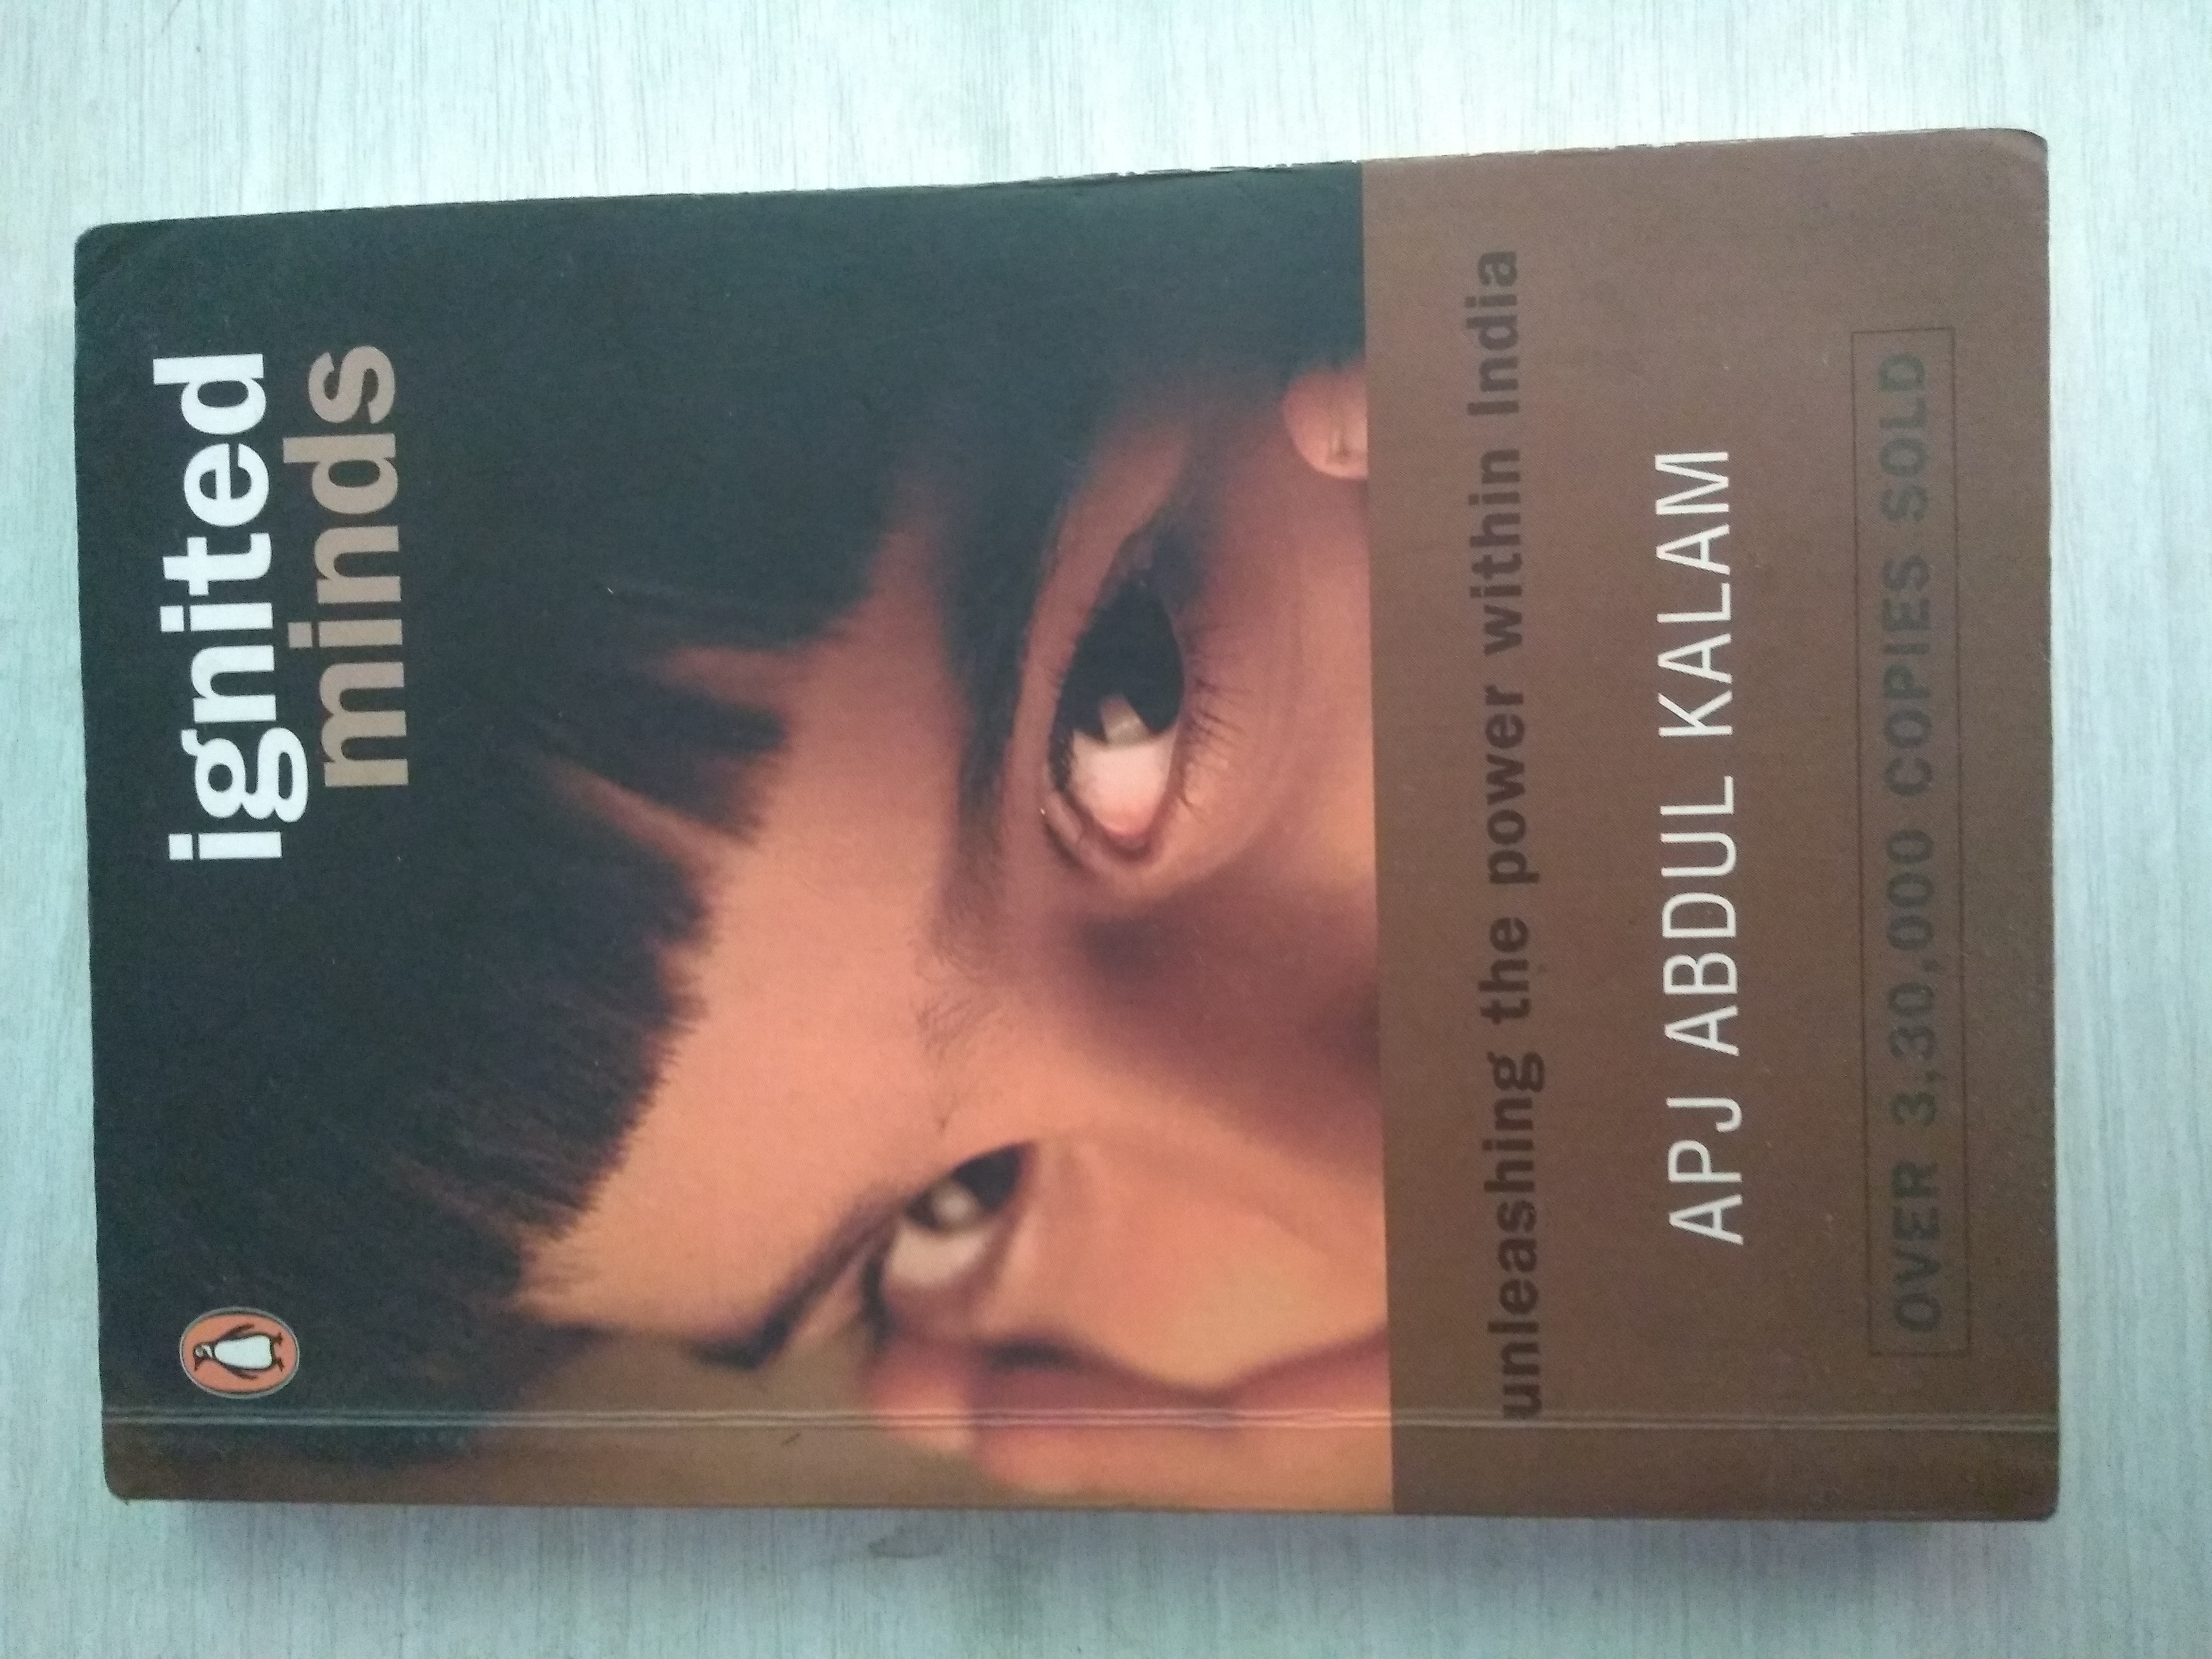 ignited
minds
unleashing the power within India
APJ ABDUL KALAM
OVER 3,30,000 COPIES SOLD